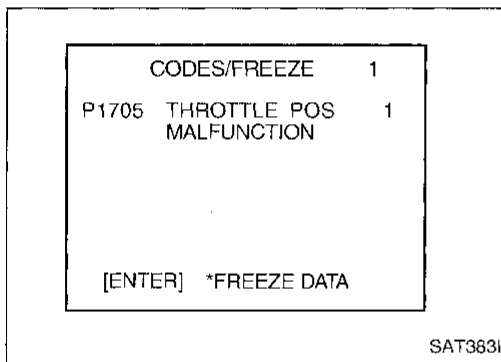 CODES/FREEZE 1
P1705 THROTTLE POS 1
MALFUNCTION
[ENTER] *FREEZE DATA
SAT383I